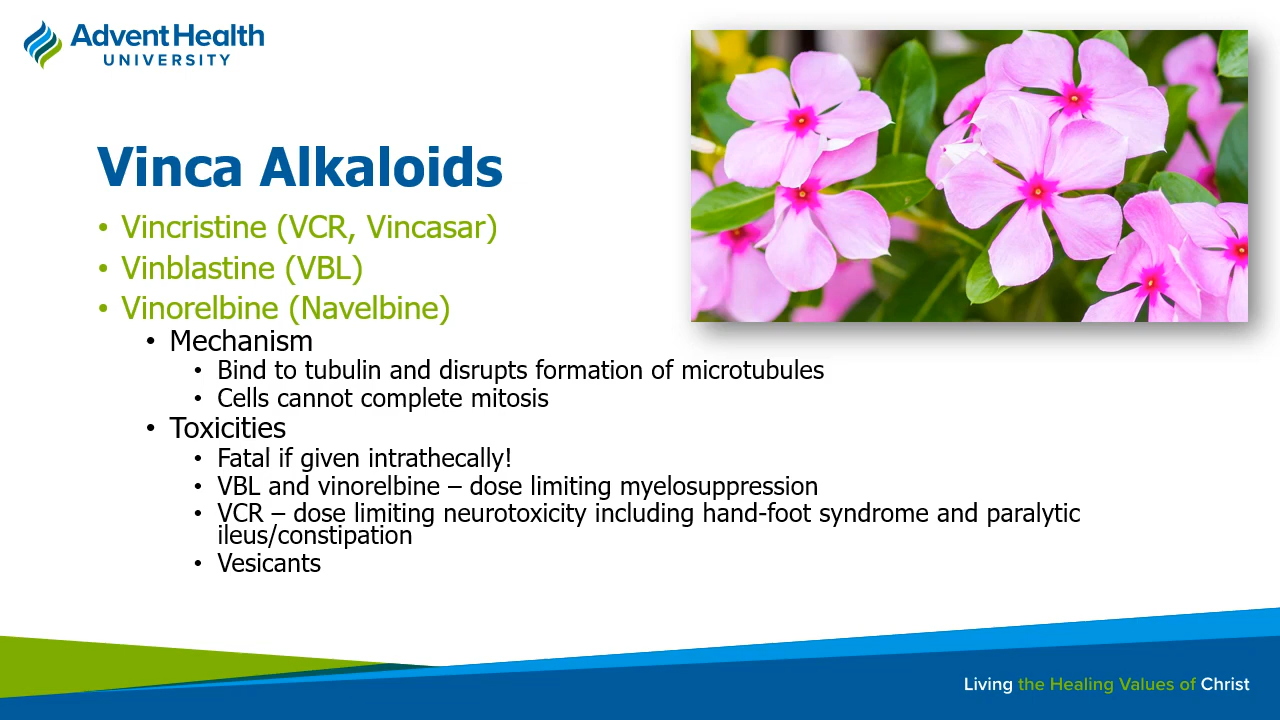 AdventHealth
UNIVERSITY
Vinca Alkaloids
• Vincristine (VCR, Vincasar)
• Vinblastine (VBL)
• Vinorelbine (Navelbine)
• Mechanism
• Bind to tubulin and disrupts formation of microtubules
• Cells cannot complete mitosis
• Toxicities
• Fatal if given intrathecally!
• VBL and vinorelbine – dose limiting myelosuppression
• VCR – dose limiting neurotoxicity including hand-foot syndrome and paralytic
ileus/constipation
• Vesicants
Living the Healing Values of Christ